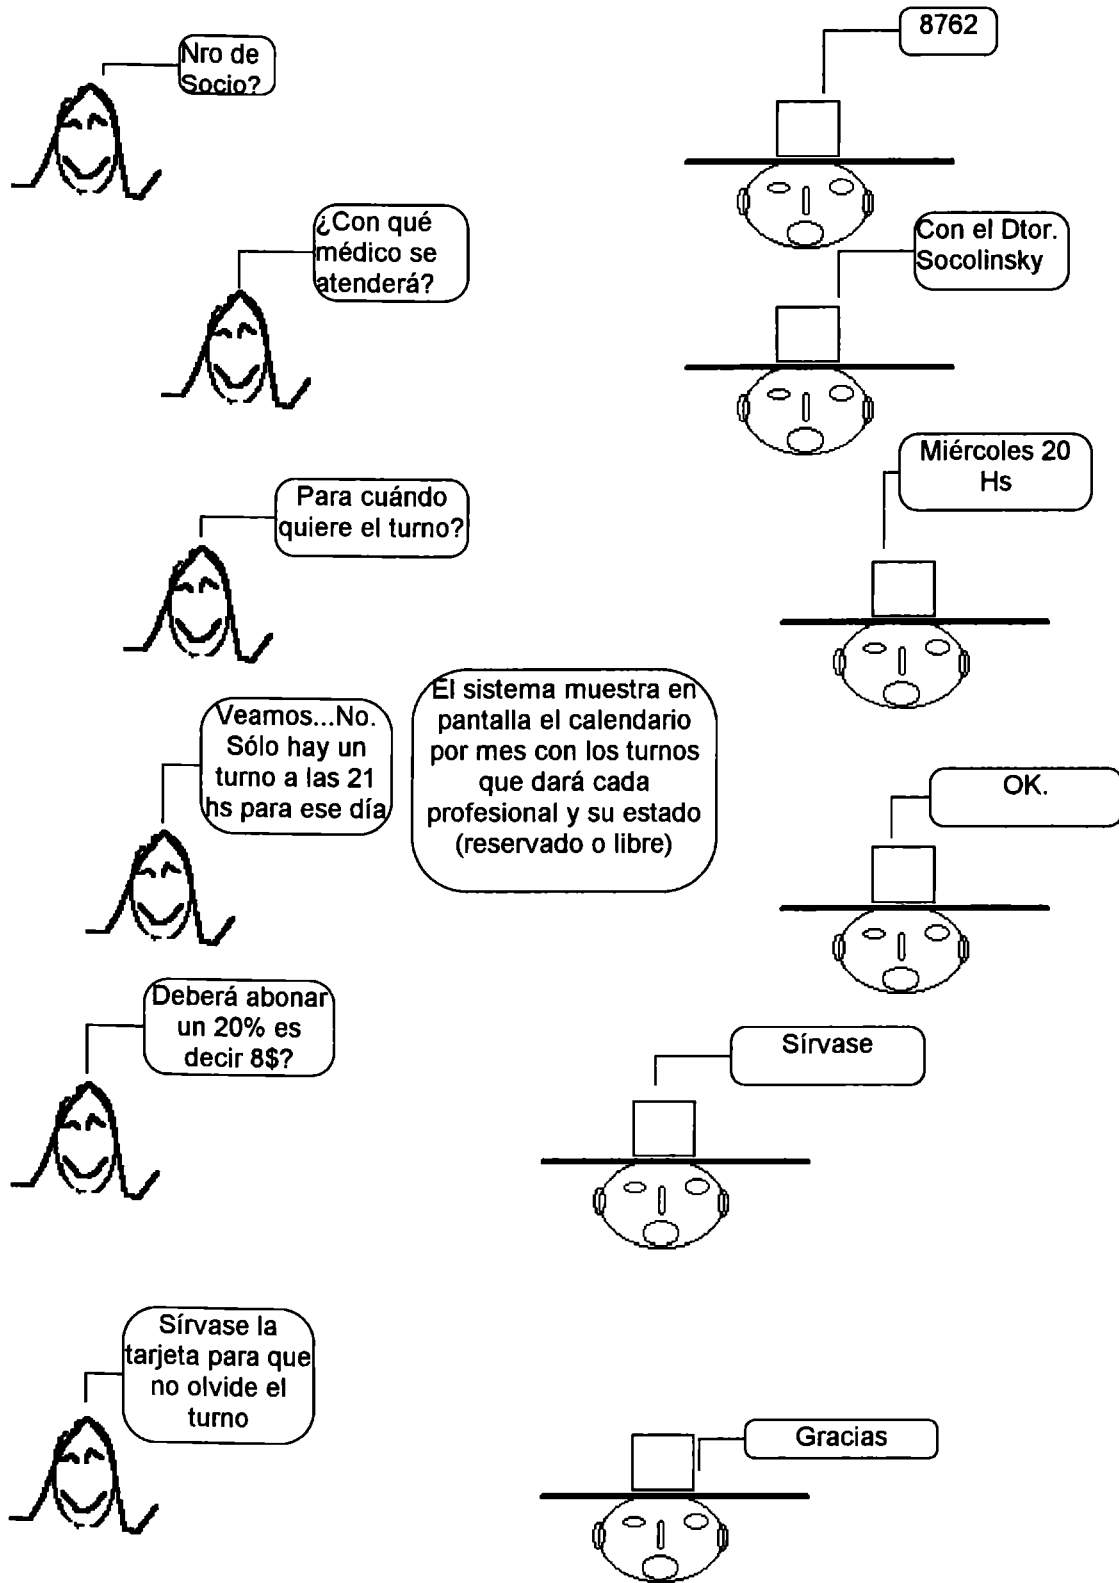 Nro de
Socio?
8762
¿Con qué
médico se
atenderá?
Con el Dtor.
Socolinsky
Para cuándo
quiere el turno?
Miércoles 20
Hs
Veamos...No.
Sólo hay un
turno a las 21
hs para ese día
El sistema muestra en
pantalla el calendario
por mes con los turnos
que dará cada
profesional y su estado
(reservado o libre)
OK.
Deberá abonar
un 20% es
decir 8$?
Sírvase
Sírvase la
tarjeta para que
no olvide el
turno
Gracias